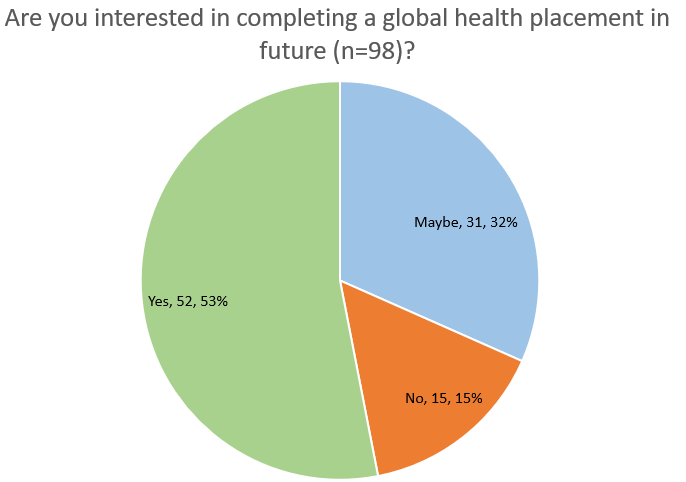 Are you interested in completing a global health placement in
future (n=98)?
Maybe, 31, 32%
Yes, 52, 53%
No, 15, 15%